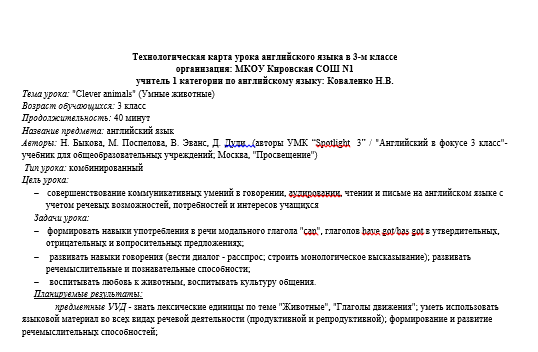 Технологическая карта урока английского языка в 3-м классе
организация: МКОУ Кировская СОШ N1
учитель 1 категории по английскому языку: Коваленко Н.В.
Тема урока: "Clever animals" (Умные животные)
Возраст обучающихся: 3 класс
Продолжительность: 40 минут
Название предмета: английский язык
Авторы: Н. Быкова, М. Поспелова, В. Эванс, Д. Дули (авторы УМК "Spotlight 3" / "Английский в фокусе 3 класс"-
учебник для общеобразовательных учреждений; Москва, "Просвещение")
Тип урока: комбинированный
Цель урока:
– совершенствование коммуникативных умений в говорении, аудировании, чтении и письме на английском языке с
учетом речевых возможностей, потребностей и интересов учащихся
Задачи урока:
– формировать навыки употребления в речи модального глагола "can", глаголов have got/has got в утвердительных,
отрицательных и вопросительных предложениях;
– развивать навыки говорения (вести диалог - расспрос; строить монологическое высказывание); развивать
речемыслительные и познавательные способности;
– воспитывать любовь к животным, воспитывать культуру общения.
Планируемые результаты:
предметные УУД - знать лексические единицы по теме "Животные", "Глаголы движения"; уметь использовать
языковой материал во всех видах речевой деятельности (продуктивной и репродуктивной); формирование и развитие
речемыслительных способностей;